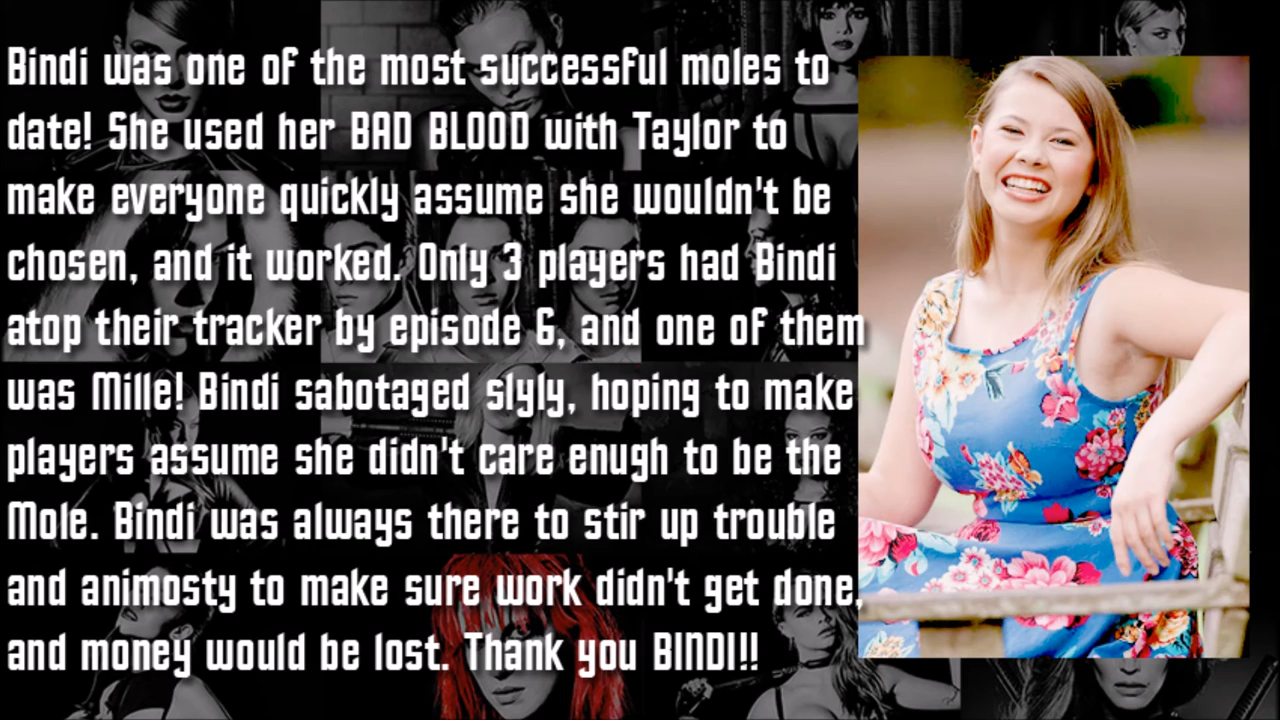 Bindi was one of the most successful moles to
date! She used her BAD BLOOD with Taylor to
make everyone quickly assume she wouldn't be
chosen, and it worked. Only 3 players had Bindi
atop their tracker by episode 6, and one of them
was Mille! Bindi sabotaged slyly, hoping to make
players assume she didn't care enugh to be the
Mole. Bindi was always there to stir up trouble
and animosty to make sure work didn't get done,
and money would be lost. Thank you BINDI!!